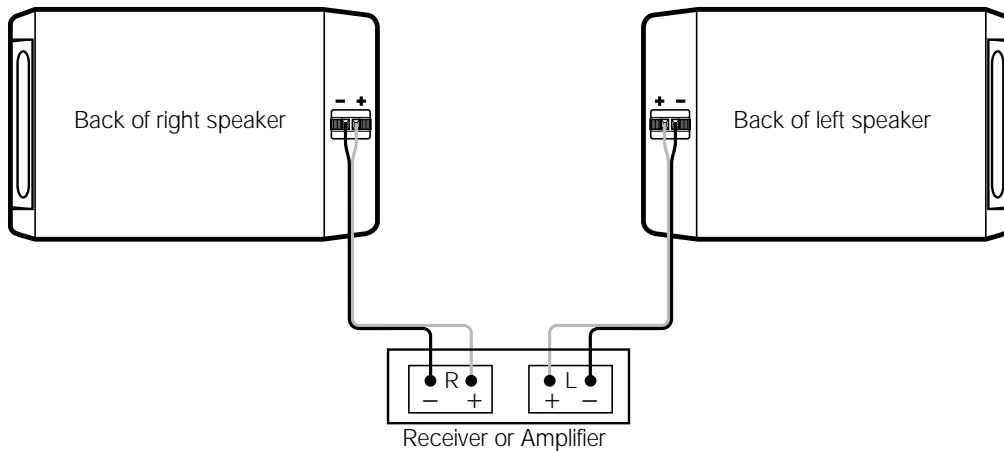 − +
+ −
Back of right speaker
Back of left speaker
R
− +
L
+ −
Receiver or Amplifier